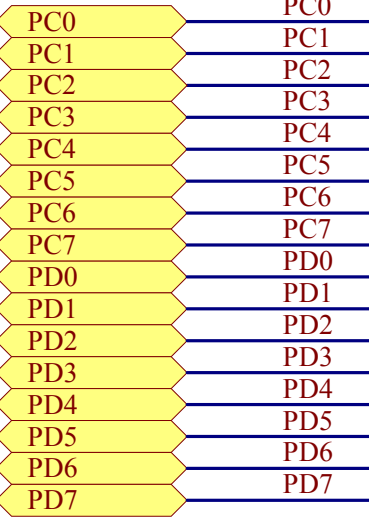 PC0 PC0
PC1 PC1
PC2 PC2
PC3 PC3
PC4 PC4
PC5 PC5
PC6 PC6
PC7 PC7
PD0 PD0
PD1 PD1
PD2 PD2
PD3 PD3
PD4 PD4
PD5 PD5
PD6 PD6
PD7 PD7